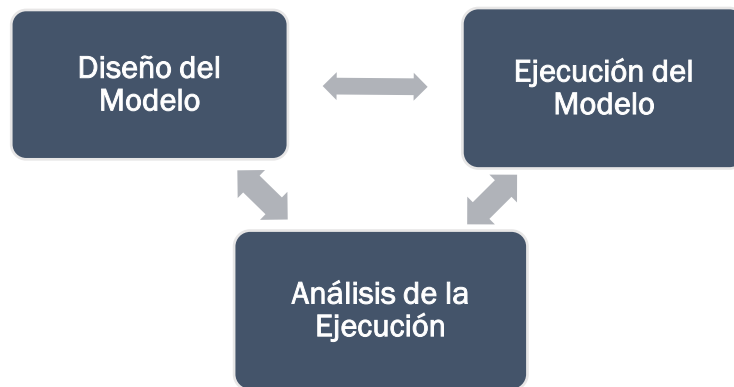 Diseño del
Modelo
Ejecución del
Modelo
Análisis de la
Ejecución